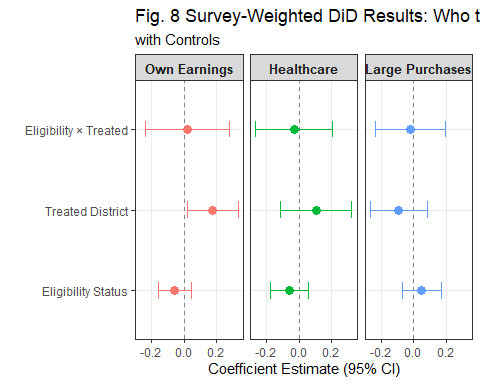 Fig. 8 Survey-Weighted DiD Results: Who t
with Controls
Own Earnings Healthcare Large Purchases
Eligibility × Treated
Treated District
Eligibility Status
-0.2 0.0 0.2 -0.2 0.0 0.2 -0.2 0.0 0.2
Coefficient Estimate (95% CI)